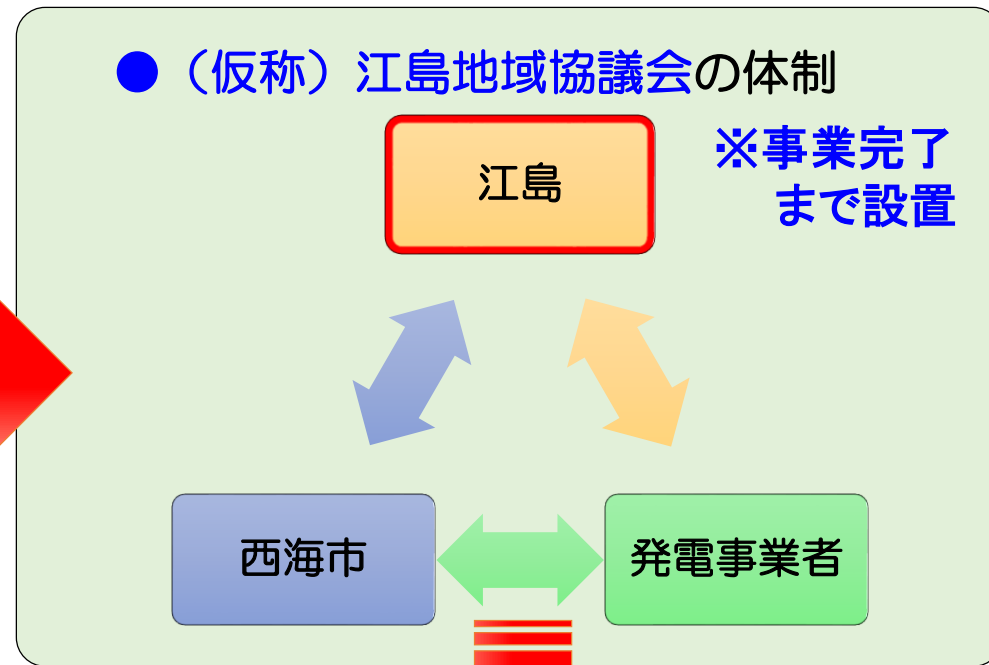 ●（仮称）江島地域協議会の体制
※事業完了
まで設置
江島
西海市
発電事業者